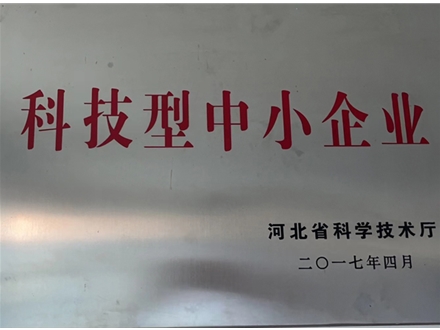 科技型中小企业
河北省科学技术厅
二〇一七年四月